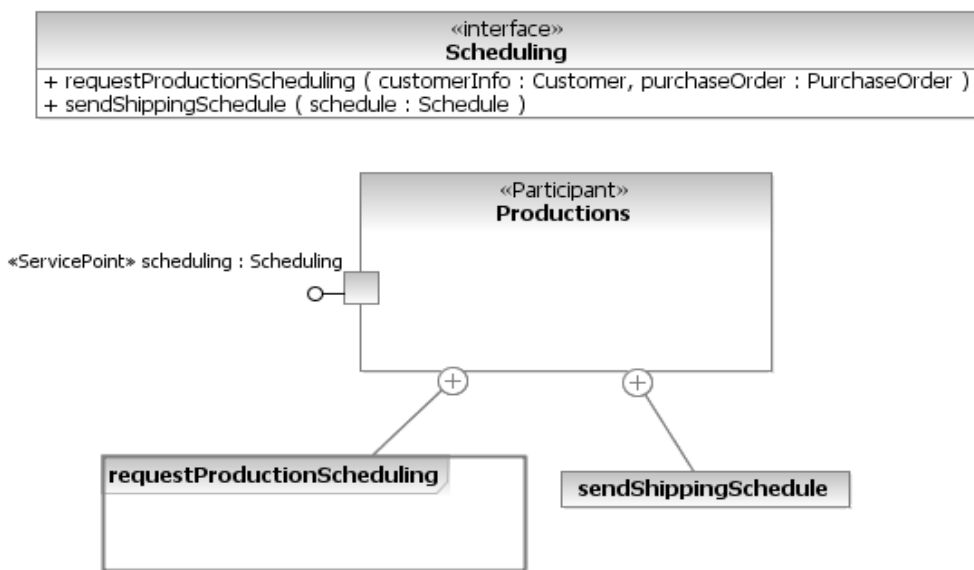 «interface»
Scheduling
+ requestProductionScheduling ( customerInfo : Customer, purchaseOrder : PurchaseOrder )
+ sendShippingSchedule ( schedule : Schedule )
«Participant»
Productions
«ServicePoint» scheduling : Scheduling
requestProductionScheduling
sendShippingSchedule